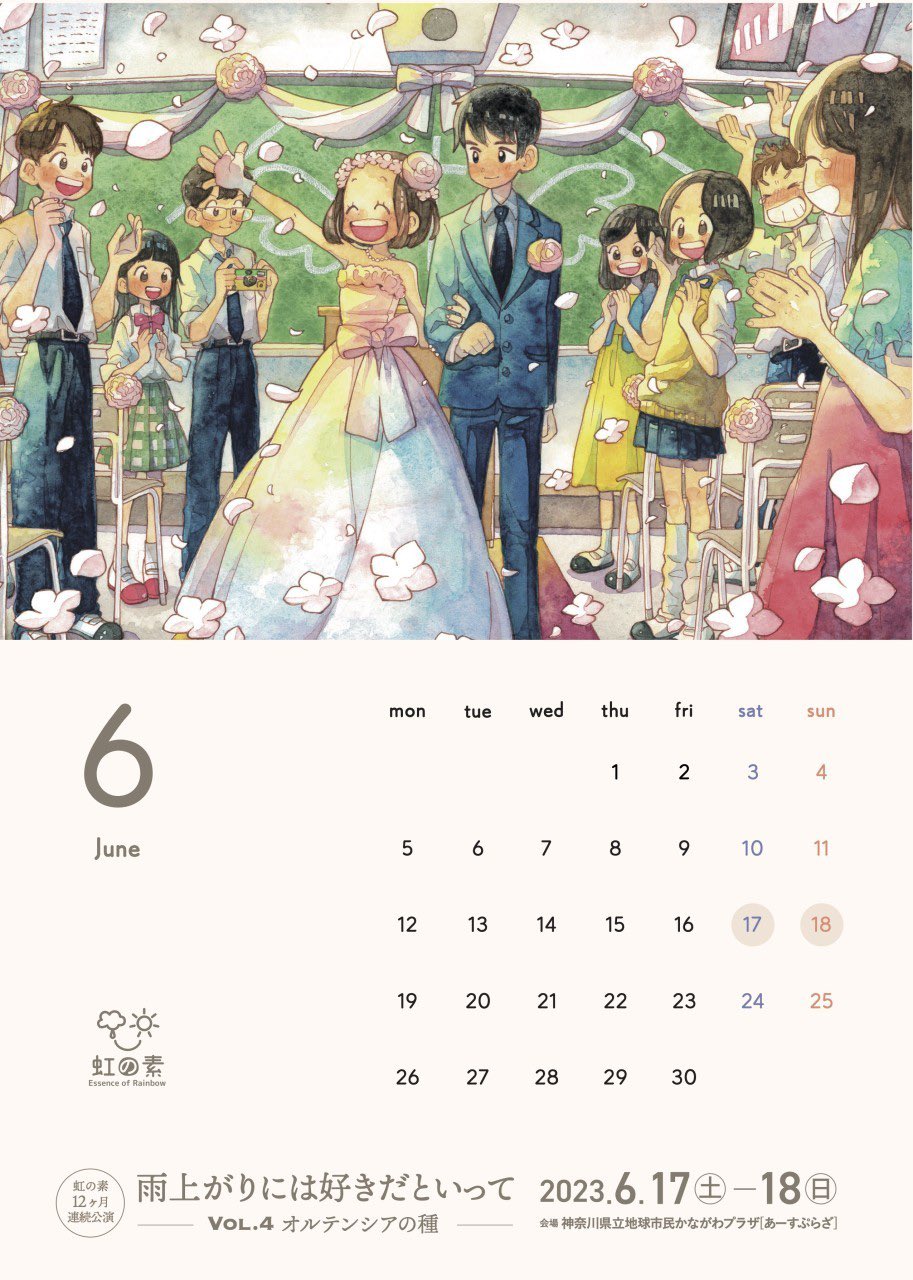 6
June
mon tue wed thu fri sat sun
1 2 3 4
5 6 7 8 9 10 11
12 13 14 15 16 17 18
19 20 21 22 23 24 25
26 27 28 29 30
虹の素
Essence of Rainbow
虹の素
12ヶ月
連続公演
雨上がりには好きだといって
VOL.4 オルテンシアの種
2023.6.17土—18日
会場 神奈川県立地球市民かながわプラザ[あーすぷらざ]